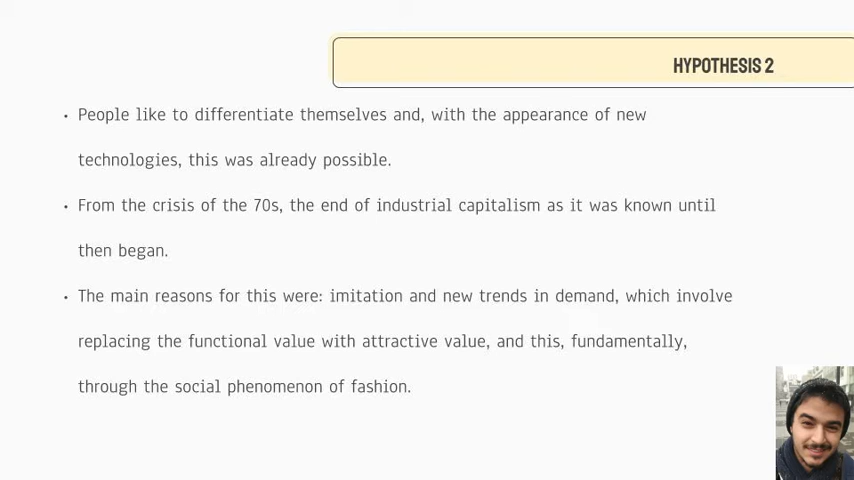 HYPOTHESIS 2
• People like to differentiate themselves and, with the appearance of new
technologies, this was already possible.
• From the crisis of the 70s, the end of industrial capitalism as it was known until
then began.
• The main reasons for this were: imitation and new trends in demand, which involve
replacing the functional value with attractive value, and this, fundamentally,
through the social phenomenon of fashion.